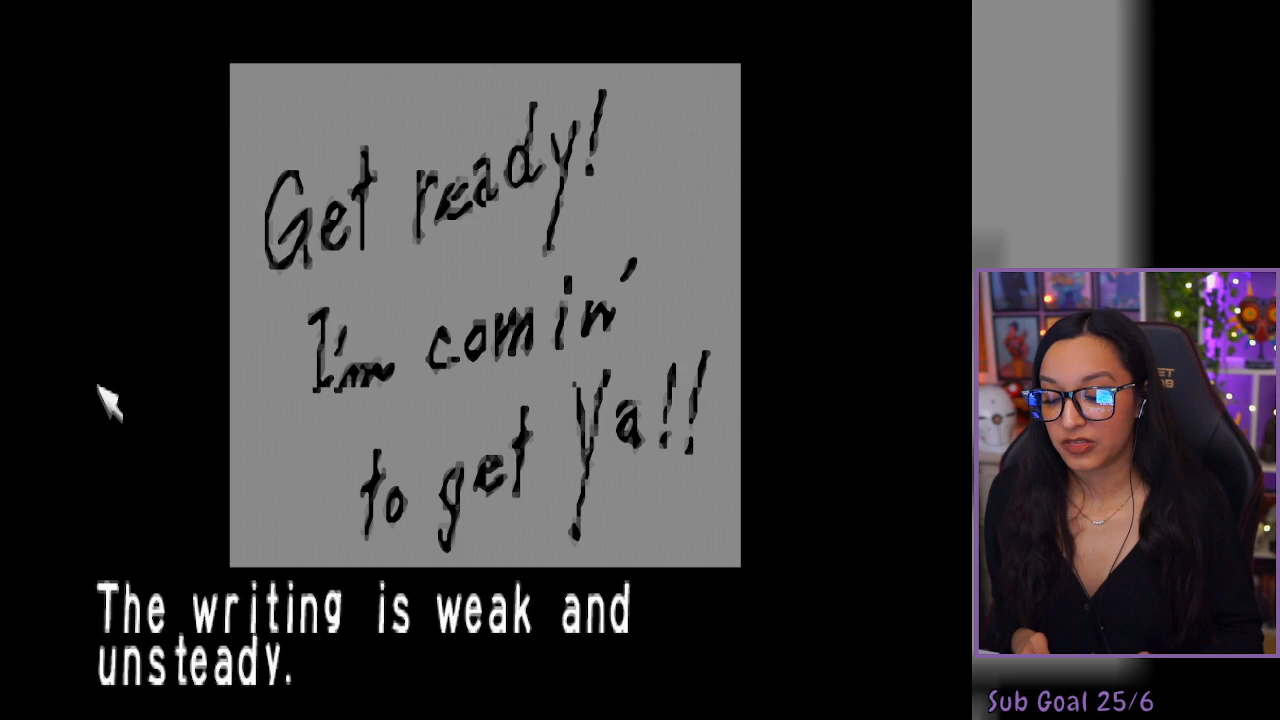 Get ready!
I'm comin'
to get Ya!!
The writing is weak and
unsteady.
Sub Goal 25/6